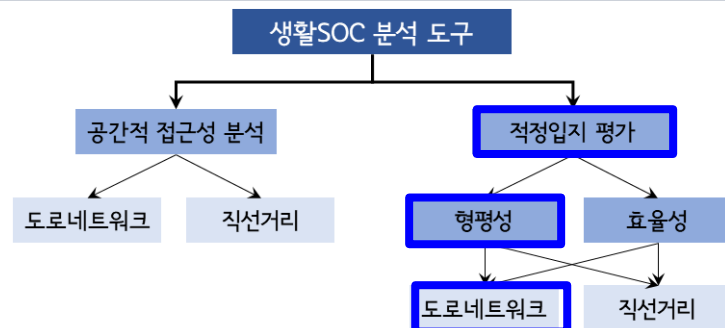 생활SOC 분석 도구
공간적 접근성 분석
적정입지 평가
도로네트워크
직선거리
형평성
효율성
도로네트워크
직선거리